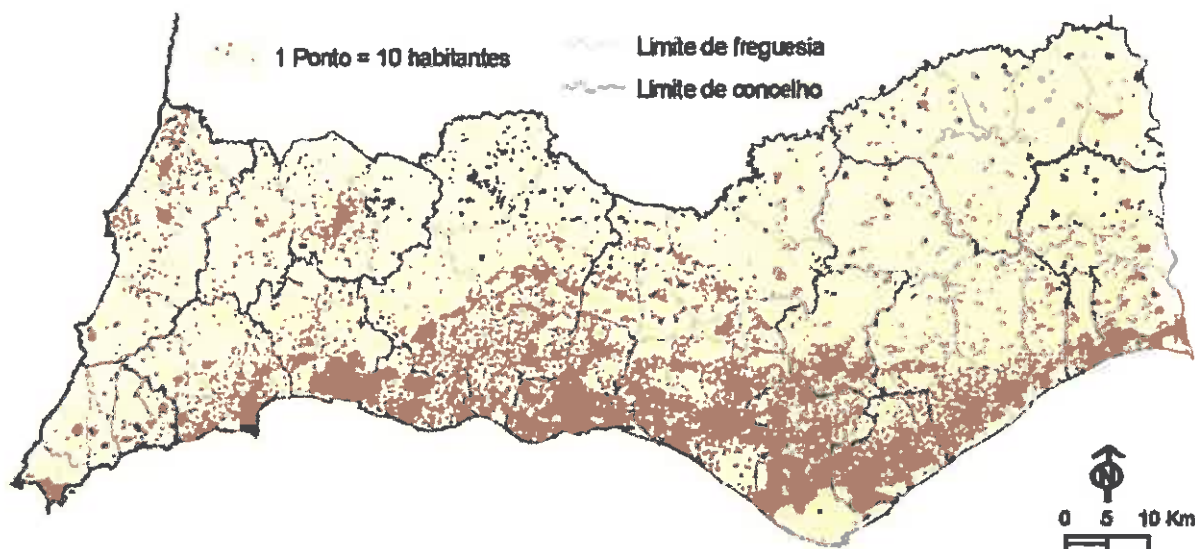 1 Ponto = 10 habitantes
Limite de freguesia
Limite de concelho
N
0 5 10 Km